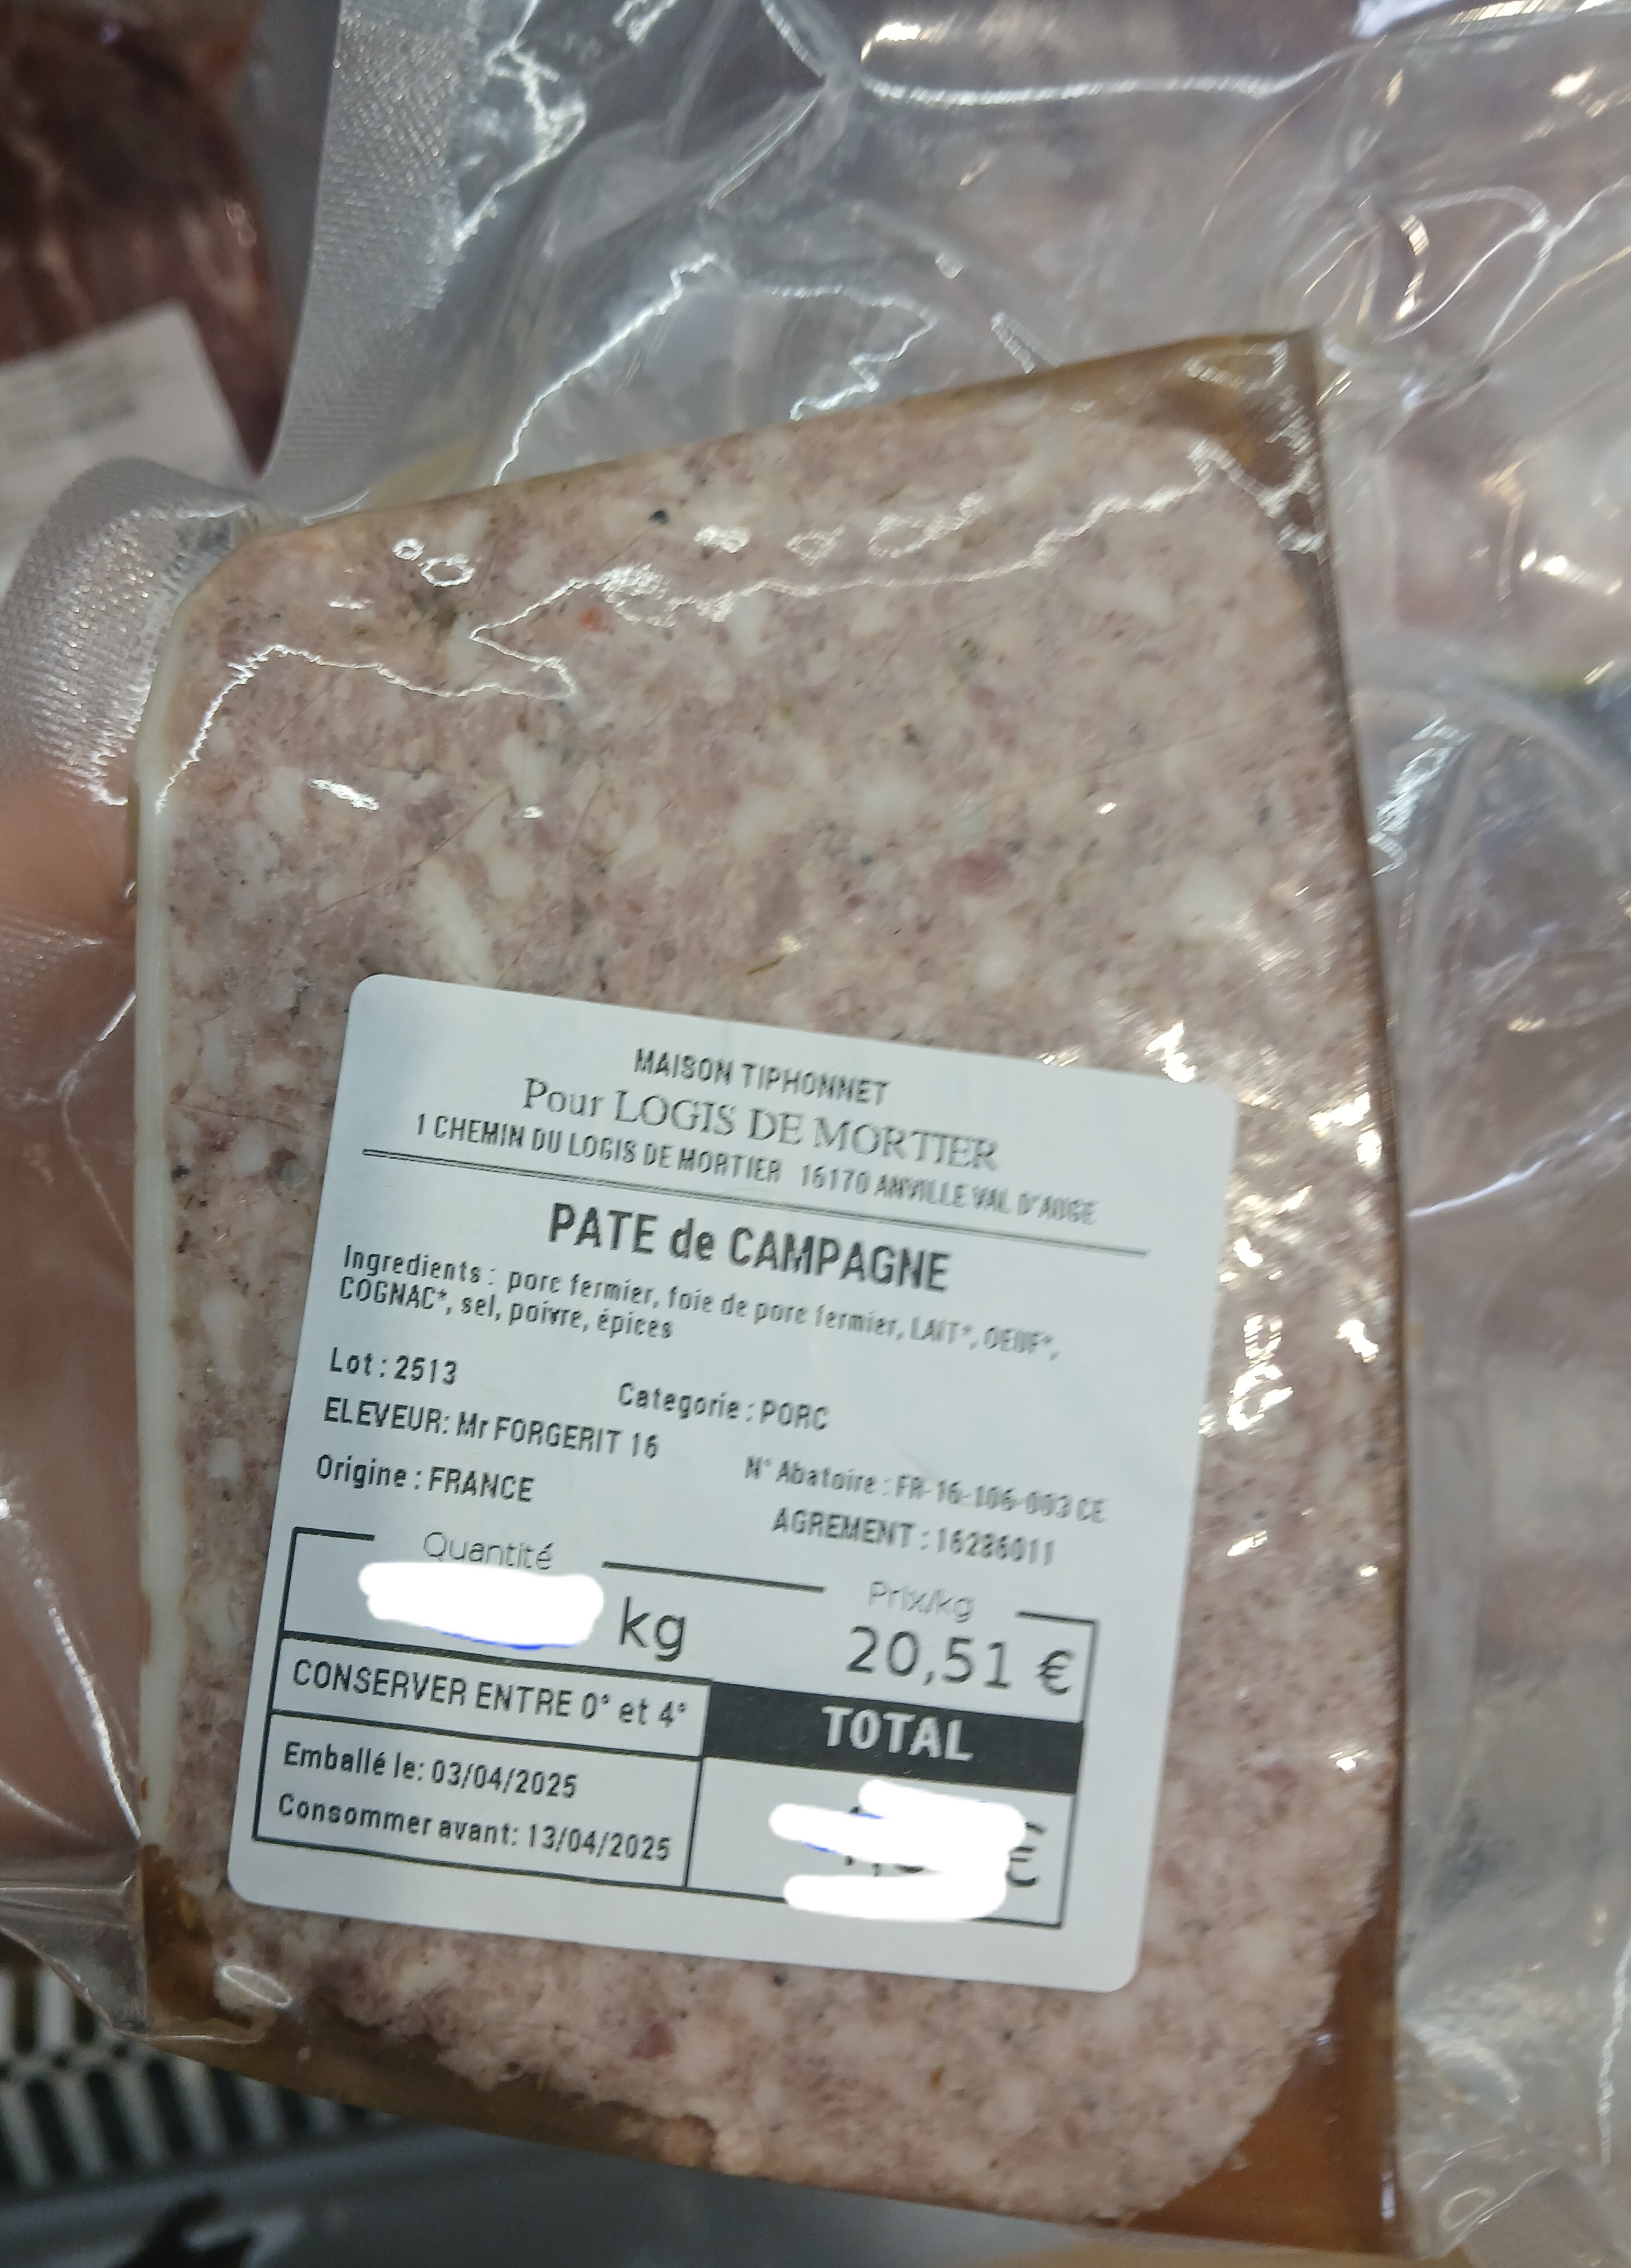 MAISON TIPHONNET
Pour LOGIS DE MORTIER
1 CHEMIN DU LOGIS DE MORTIER 16170 ANVILLE VAL D'AUGE
PATE de CAMPAGNE
Ingredients : porc fermier, foie de porc fermier, LAIT*, OEUF*,
COGNAC*, sel, poivre, épices
Lot : 2513
Categorie : PORC
ELEVEUR: Mr FORGERIT 16
N° Abatoire : FR-16-106-003 CE
Origine : FRANCE
AGREMENT : 16286011
Quantité
Prix/kg
kg
20,51 €
CONSERVER ENTRE 0° et 4°
TOTAL
Emballé le: 03/04/2025
Consommer avant: 13/04/2025
€